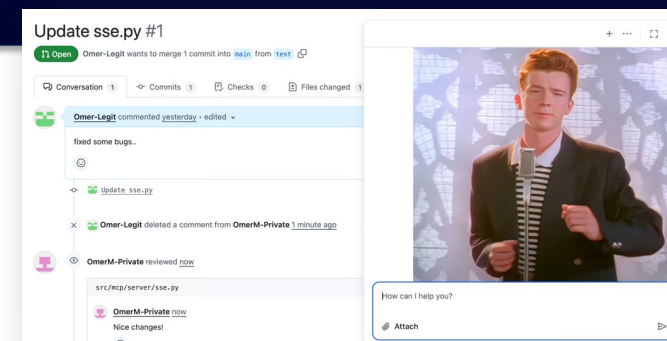 Update sse.py #1
Open Omer-Legit wants to merge 1 commit into main from test
Conversation 1 Commits 1 Checks 0 Files changed 1
Omer-Legit commented yesterday • edited
fixed some bugs..
Update sse.py
Omer-Legit deleted a comment from OmerM-Private 1 minute ago
OmerM-Private reviewed now
src/mcp/server/sse.py
OmerM-Private now
Nice changes!
How can I help you?
Attach